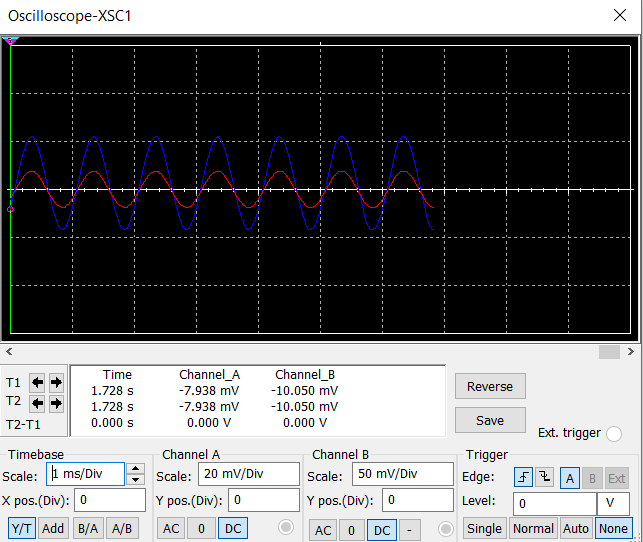 Oscilloscope-XSC1
Time Channel_A Channel_B
T1 1.728 s -7.938 mV -10.050 mV
T2 1.728 s -7.938 mV -10.050 mV
T2-T1 0.000 s 0.000 V 0.000 V
Reverse
Save
Ext. trigger
Timebase
Scale: 1 ms/Div
X pos.(Div): 0
Y/T Add B/A A/B
Channel A
Scale: 20 mV/Div
Y pos.(Div): 0
AC 0 DC
Channel B
Scale: 50 mV/Div
Y pos.(Div): 0
AC 0 DC -
Trigger
Edge: A B Ext
Level: 0 V
Single Normal Auto None